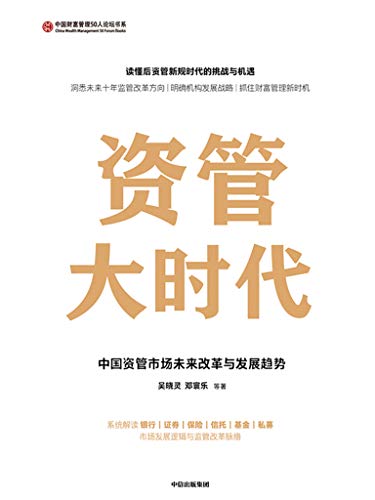 中国财富管理50人论坛书系
China Wealth Management 50 Forum Books
读懂后资管新规时代的挑战与机遇
洞悉未来十年监管改革方向|明确机构发展战略|抓住财富管理新时机
资管
大时代
中国资管市场未来改革与发展趋势
吴晓灵 邓寰乐 等著
系统解读 银行|证券|保险|信托|基金|私募
市场发展逻辑与监管改革脉络
中信出版集团